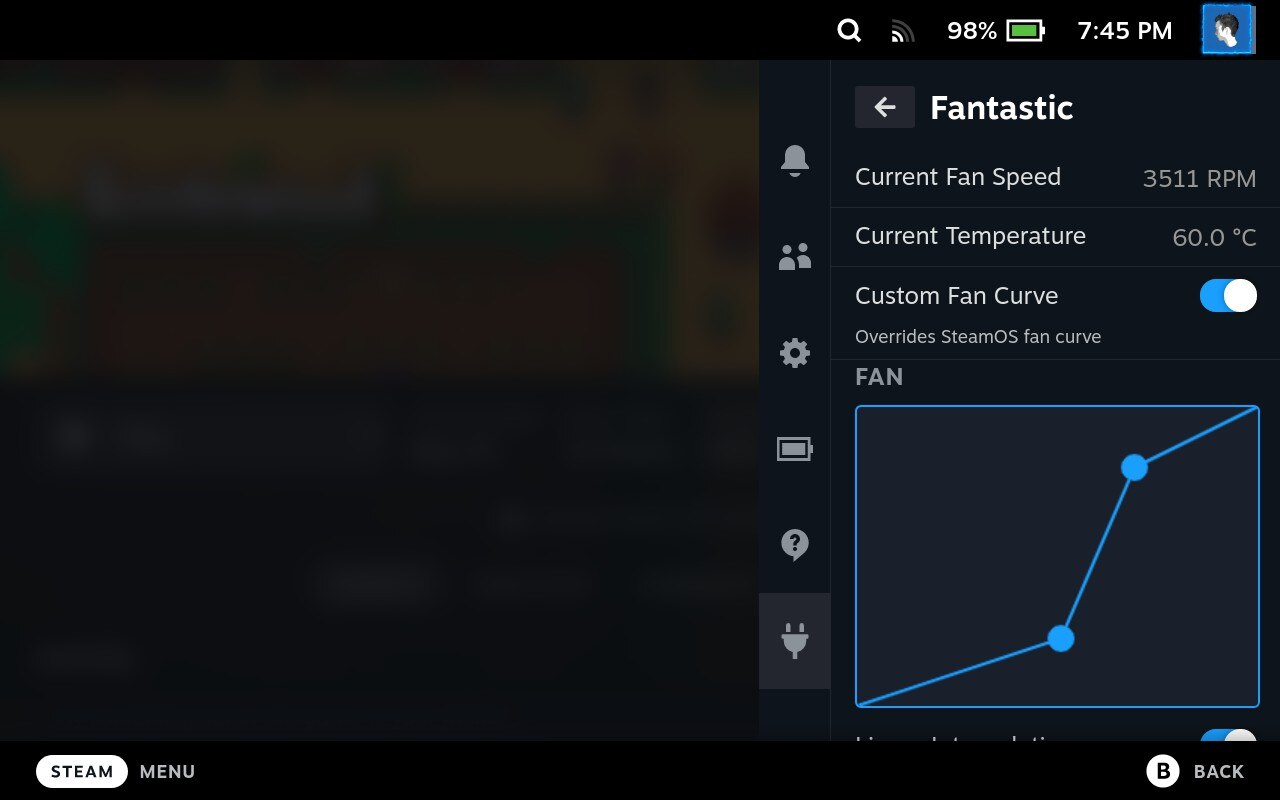 98%
7:45 PM
Fantastic
Current Fan Speed 3511 RPM
Current Temperature 60.0 °C
Custom Fan Curve
Overrides SteamOS fan curve
FAN
STEAM MENU
B BACK